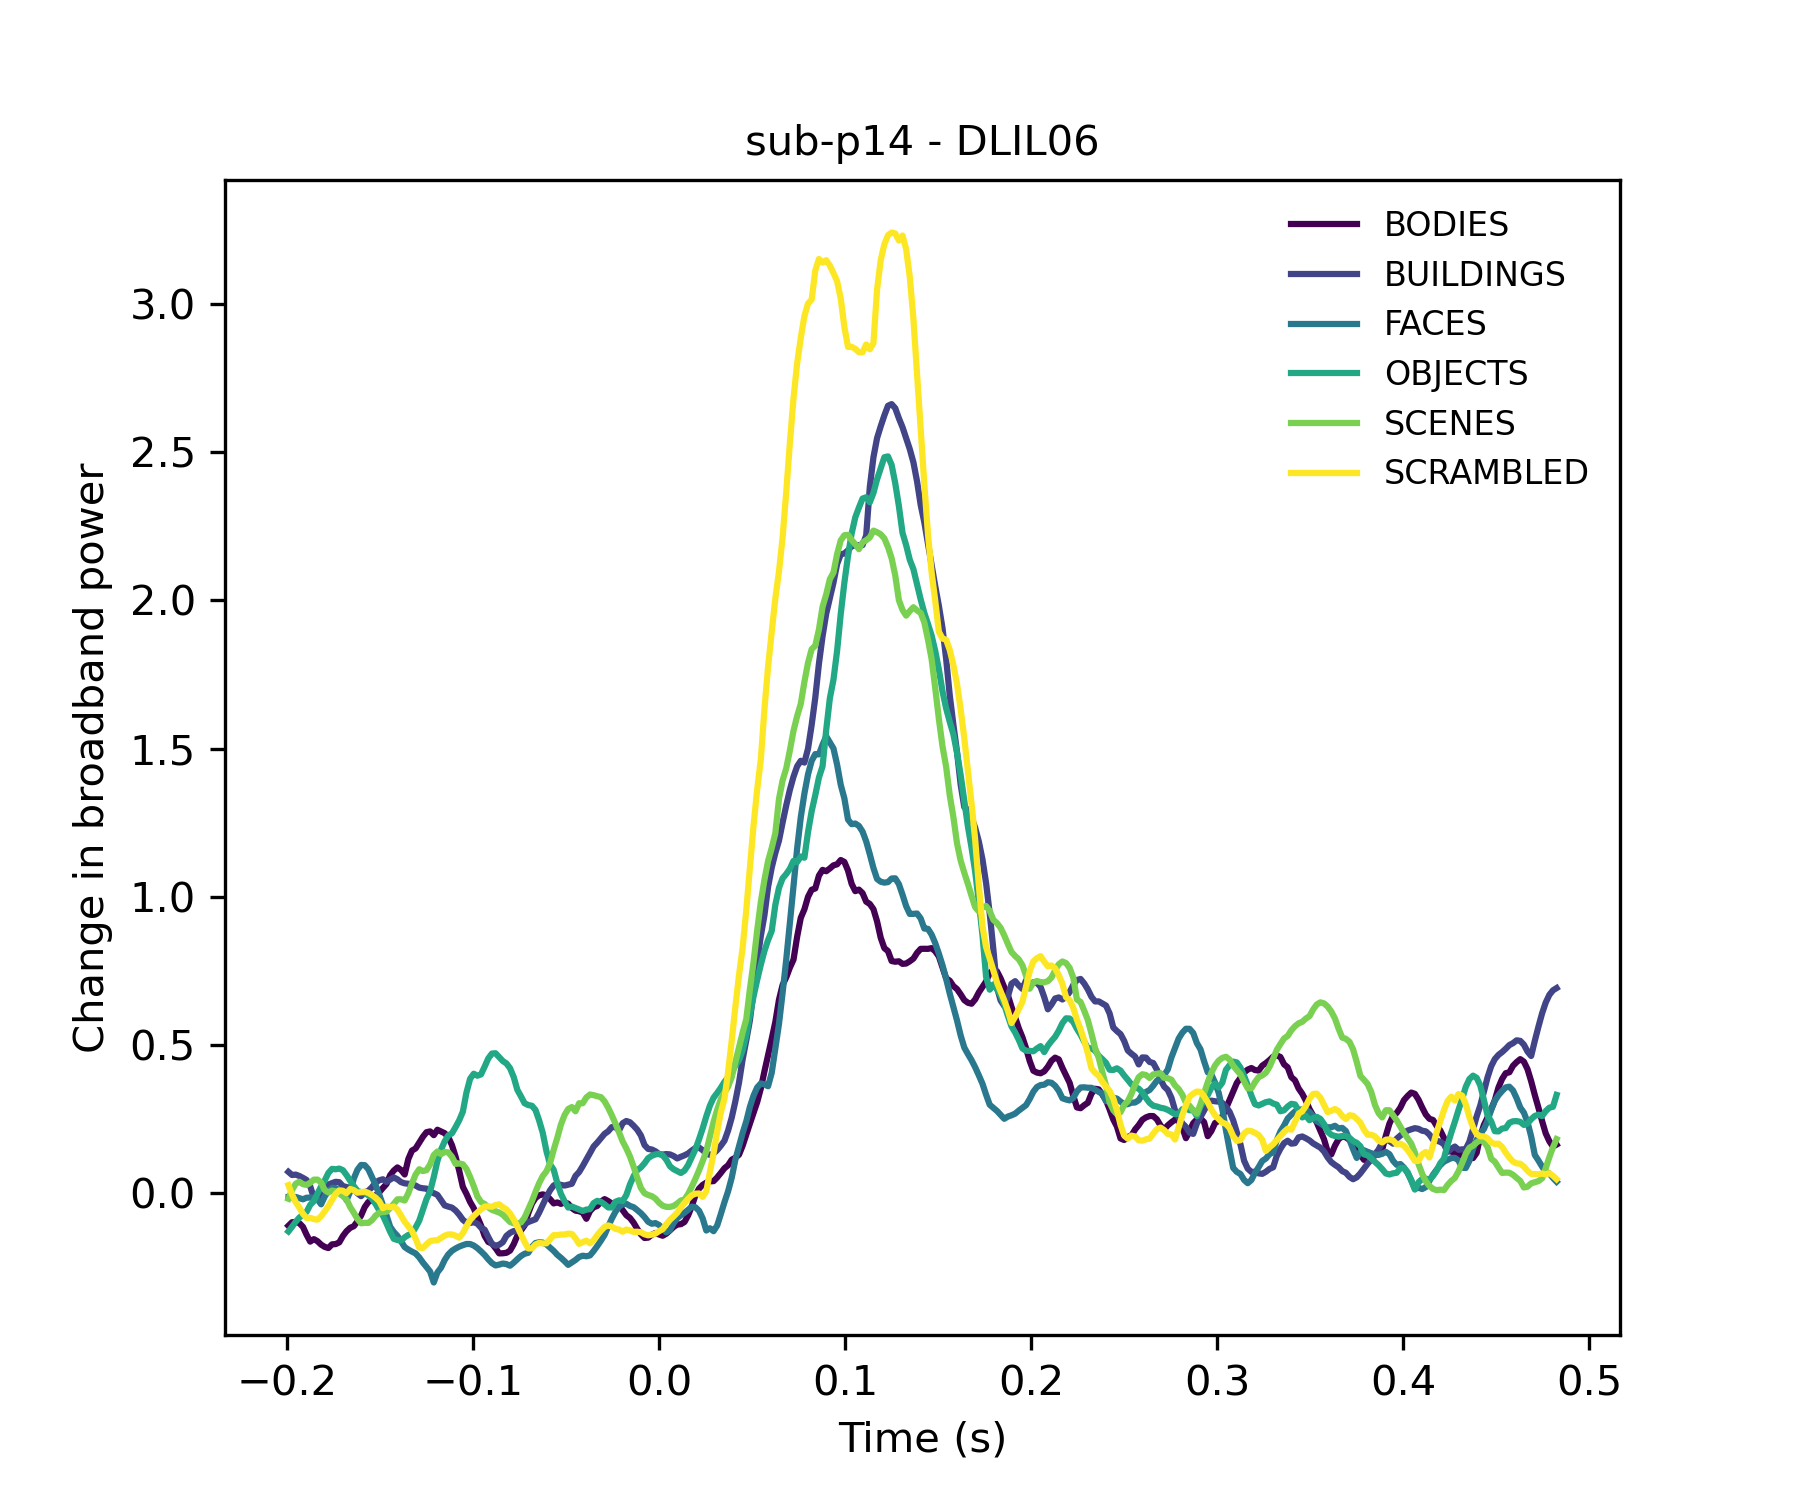 sub-p14 - DLIL06
BODIES
BUILDINGS
FACES
OBJECTS
SCENES
SCRAMBLED
Change in broadband power
3.0
2.5
2.0
1.5
1.0
0.5
0.0
−0.2 −0.1 0.0 0.1 0.2 0.3 0.4 0.5
Time (s)